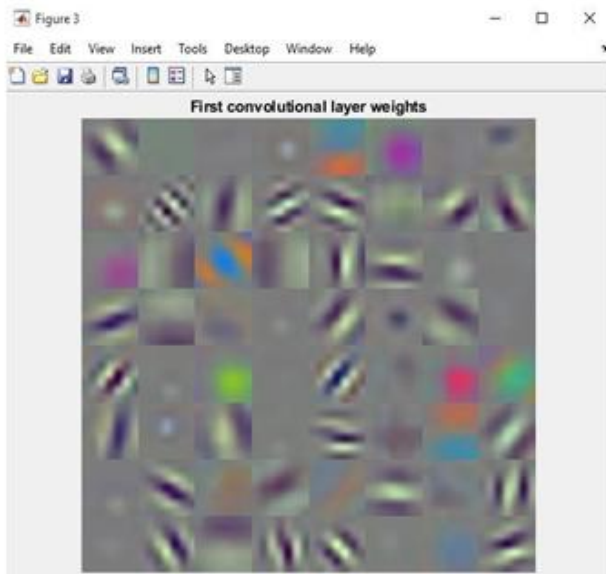 Figure 3
File Edit View Insert Tools Desktop Window Help
First convolutional layer weights